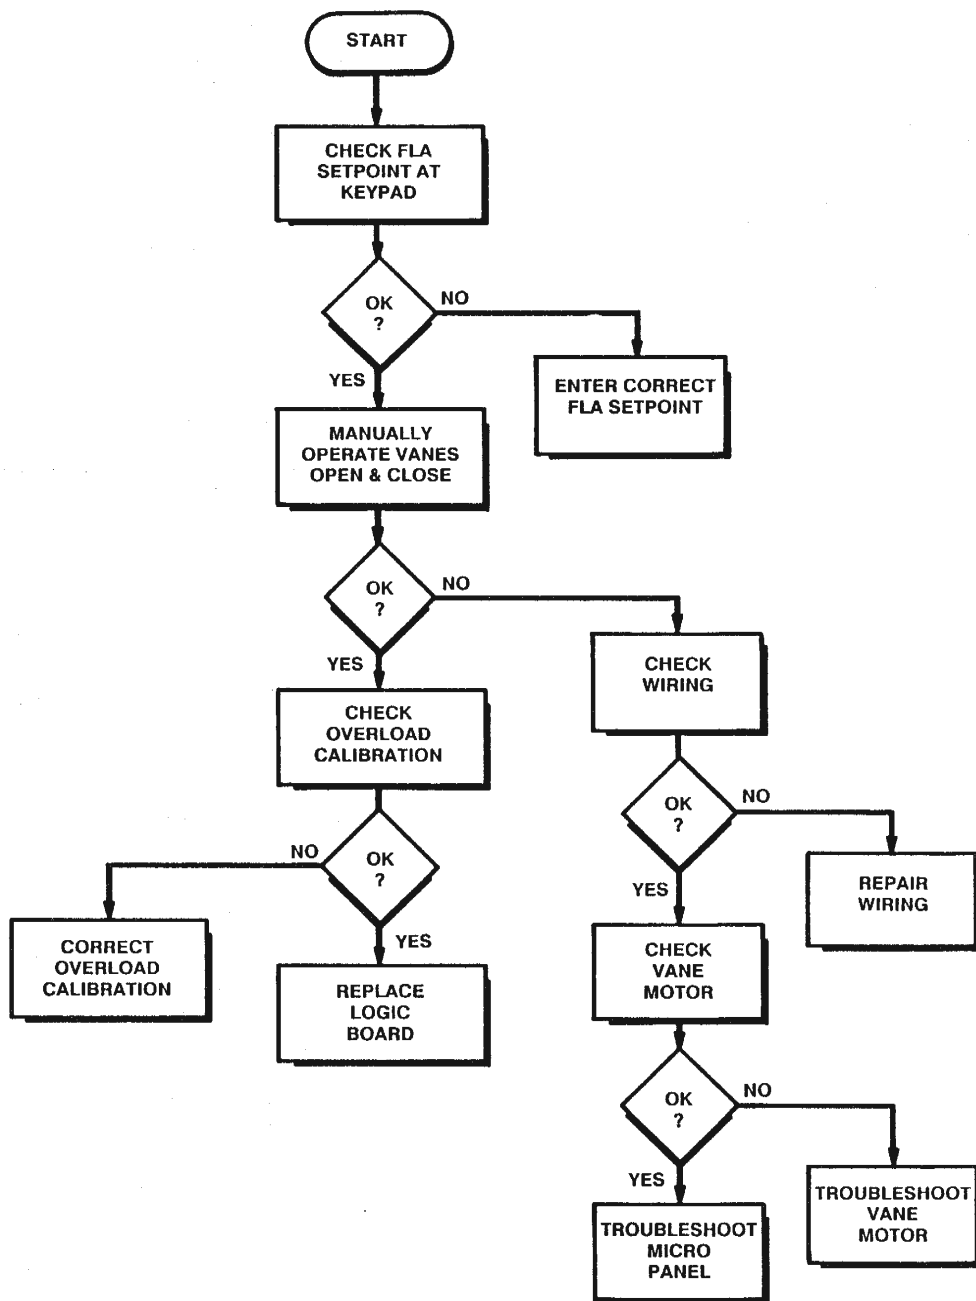 START
CHECK FLA
SETPOINT AT
KEYPAD
OK
?
NO
YES
ENTER CORRECT
FLA SETPOINT
MANUALLY
OPERATE VANES
OPEN & CLOSE
OK
?
NO
YES
CHECK
WIRING
CHECK
OVERLOAD
CALIBRATION
OK
?
NO
YES
OK
?
NO
YES
REPAIR
WIRING
CORRECT
OVERLOAD
CALIBRATION
REPLACE
LOGIC
BOARD
CHECK
VANE
MOTOR
OK
?
NO
YES
TROUBLESHOOT
VANE
MOTOR
TROUBLESHOOT
MICRO
PANEL